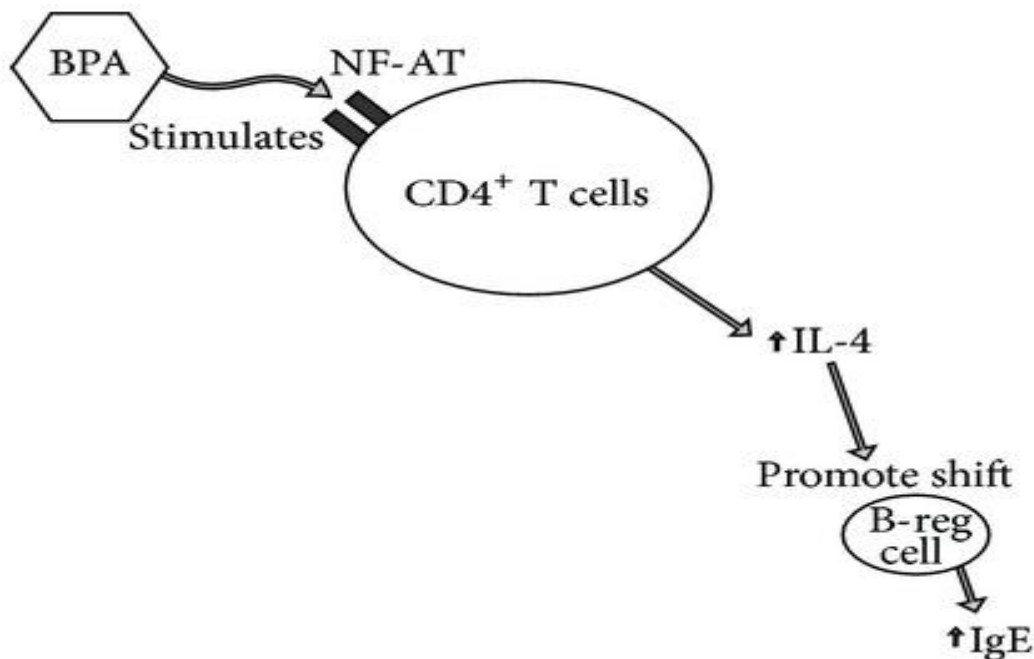 BPA
NF-AT
Stimulates
CD4⁺ T cells
⬆IL-4
Promote shift
B-reg
cell
⬆IgE